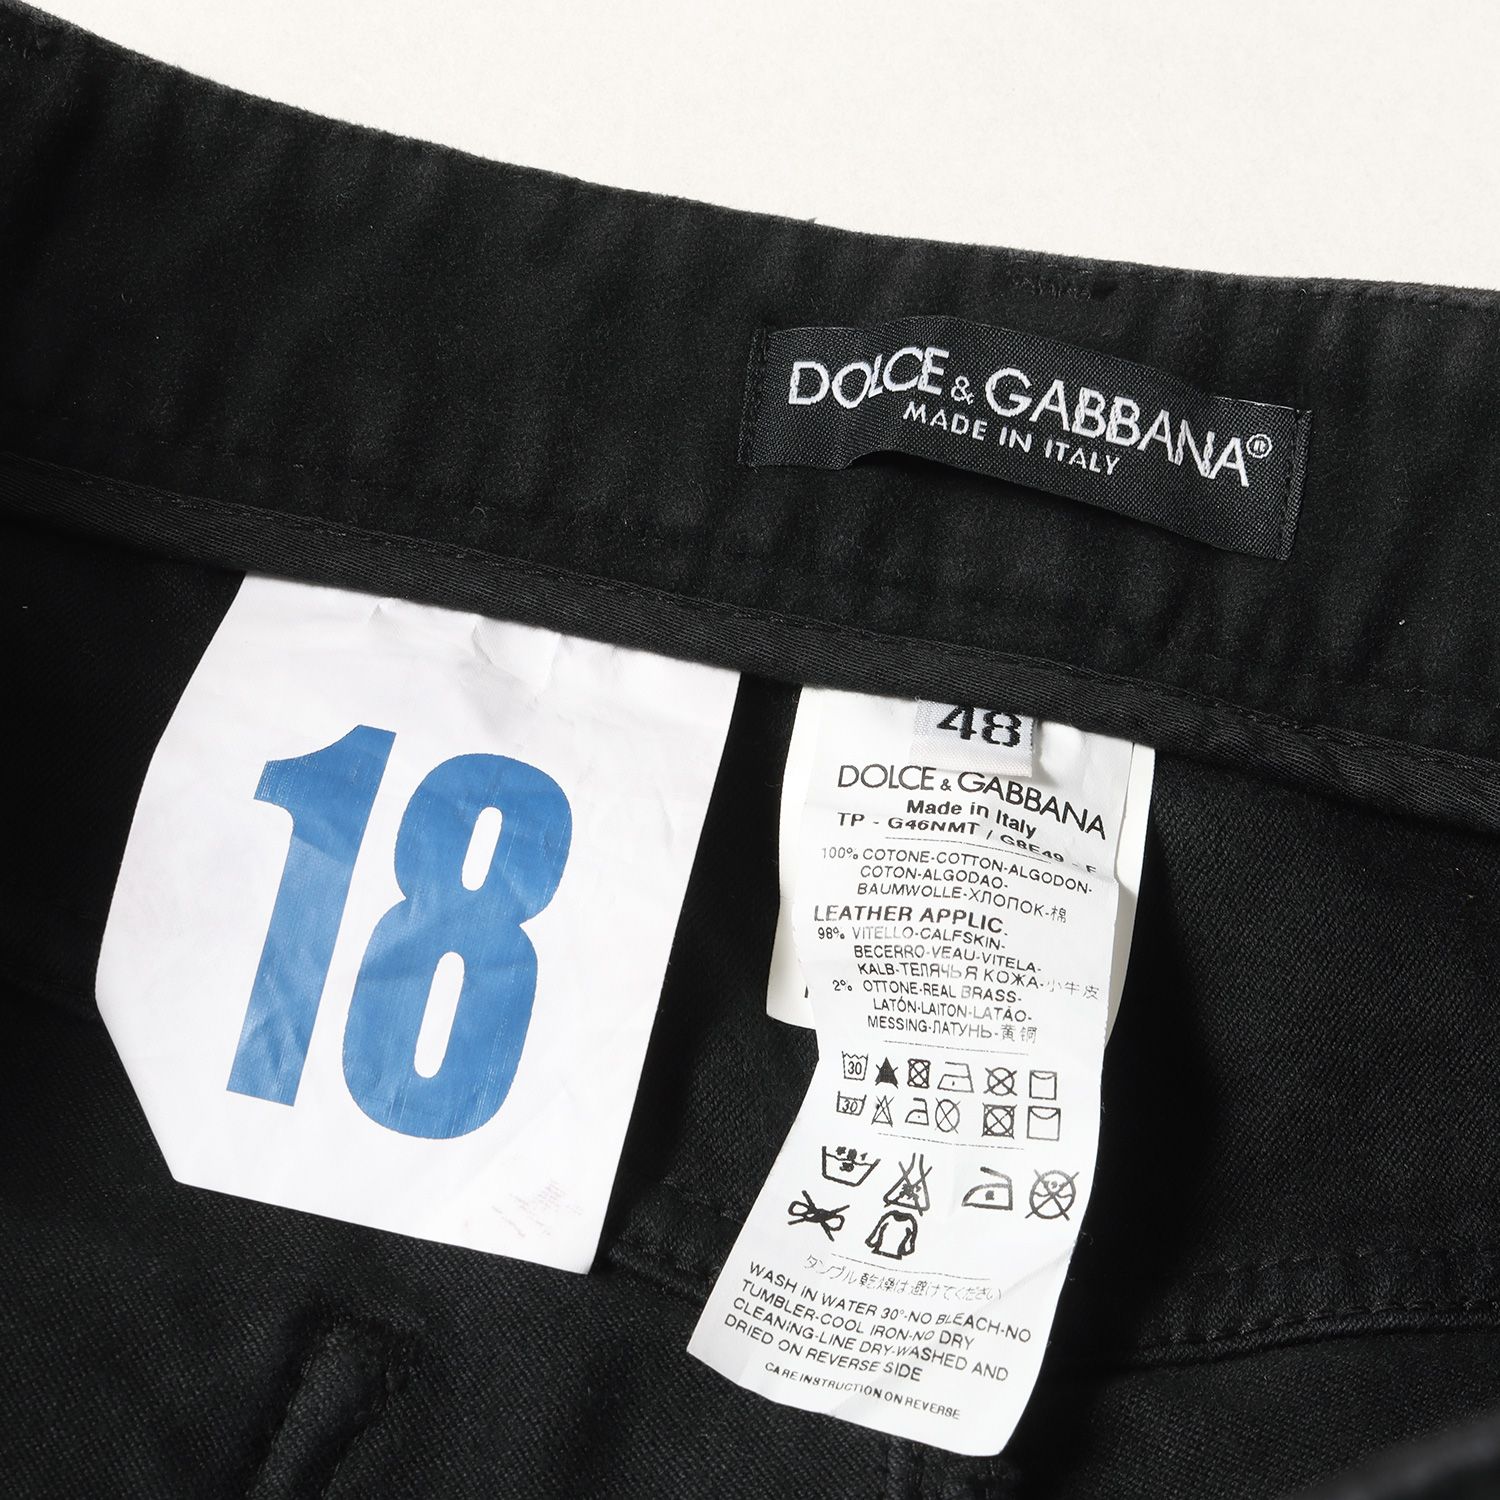 DOLCE & GABBANA®
MADE IN ITALY
18
48
DOLCE & GABBANA
Made in Italy
TP - G46NMT / G8E49 - F
100% COTONE-COTTON-ALGODON-
COTON-ALGODAO-
BAUMWOLLE-ХЛОПОК-棉
LEATHER APPLIC.
98% VITELLO-CALFSKIN-
BECERRO-VEAU-VITELA-
KALB-ТЕЛЯЧЬЯ КОЖА-小牛皮
2% OTTONE-REAL BRASS-
LATÓN-LAITON-LATÃO-
MESSING-ЛАТУНЬ-黄铜
30
30
30
タンブル乾燥は避けてください
WASH IN WATER 30°-NO BLEACH-NO
TUMBLER-COOL IRON-NO DRY
CLEANING-LINE DRY-WASHED AND
DRIED ON REVERSE SIDE
CARE INSTRUCTION ON REVERSE